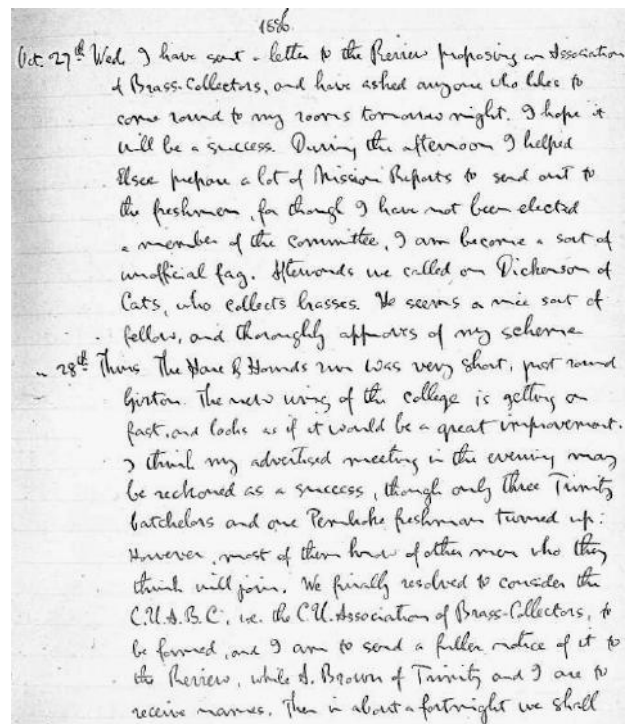 1886.
Oct. 27th Wed. I have sent a letter to the Review proposing an Association
of Brass-Collectors, and have asked anyone who likes to
come round to my rooms tomorrow night. I hope it
will be a success. During the afternoon I helped
Elsee prepare a lot of Mission Reports to send out to
the freshmen, for though I have not been elected
a member of the committee, I am become a sort of
unofficial fag. Afterwards we called on Dickenson of
Cats, who collects brasses. He seems a nice sort of
fellow, and thoroughly approves of my scheme
" 28th Thurs. The Hare & Hounds run was very short, just round
Girton. The new wing of the college is getting on
fast, and looks as if it would be a great improvement.
I think my advertised meeting in the evening may
be reckoned as a success, though only three Trinity
batchelors and one Pembroke freshman turned up:
However, most of them know of other men who they
think will join. We finally resolved to consider the
C.U.A.B.C., i.e. the C.U. Association of Brass-Collectors, to
be formed, and I am to send a fuller notice of it to
the Review, while A. Brown of Trinity and I are to
receive names. Then in about a fortnight we shall